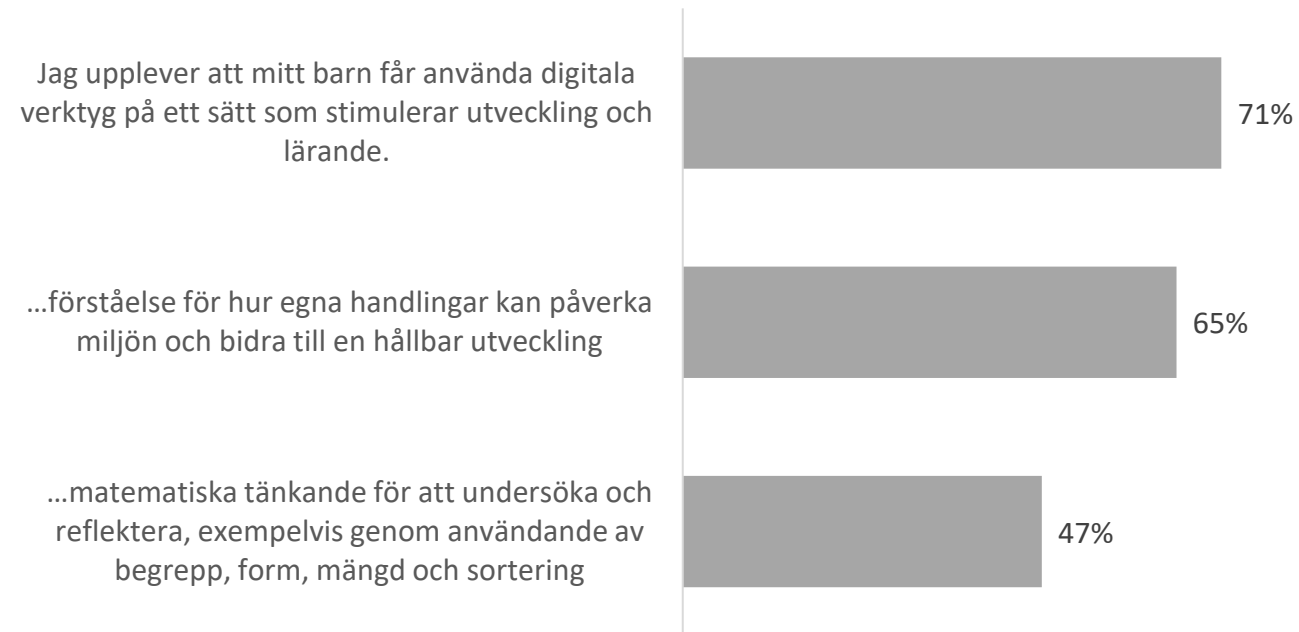 Jag upplever att mitt barn får använda digitala
verktyg på ett sätt som stimulerar utveckling och
lärande.
71%
…förståelse för hur egna handlingar kan påverka
miljön och bidra till en hållbar utveckling
65%
…matematiska tänkande för att undersöka och
reflektera, exempelvis genom användande av
begrepp, form, mängd och sortering
47%